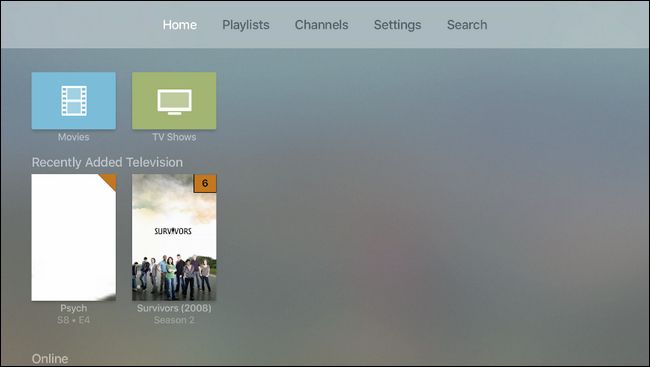 Home Playlists Channels Settings Search
Movies TV Shows
Recently Added Television
6
SURVIVORS
Psych Survivors (2008)
S8 • E4 Season 2
Online